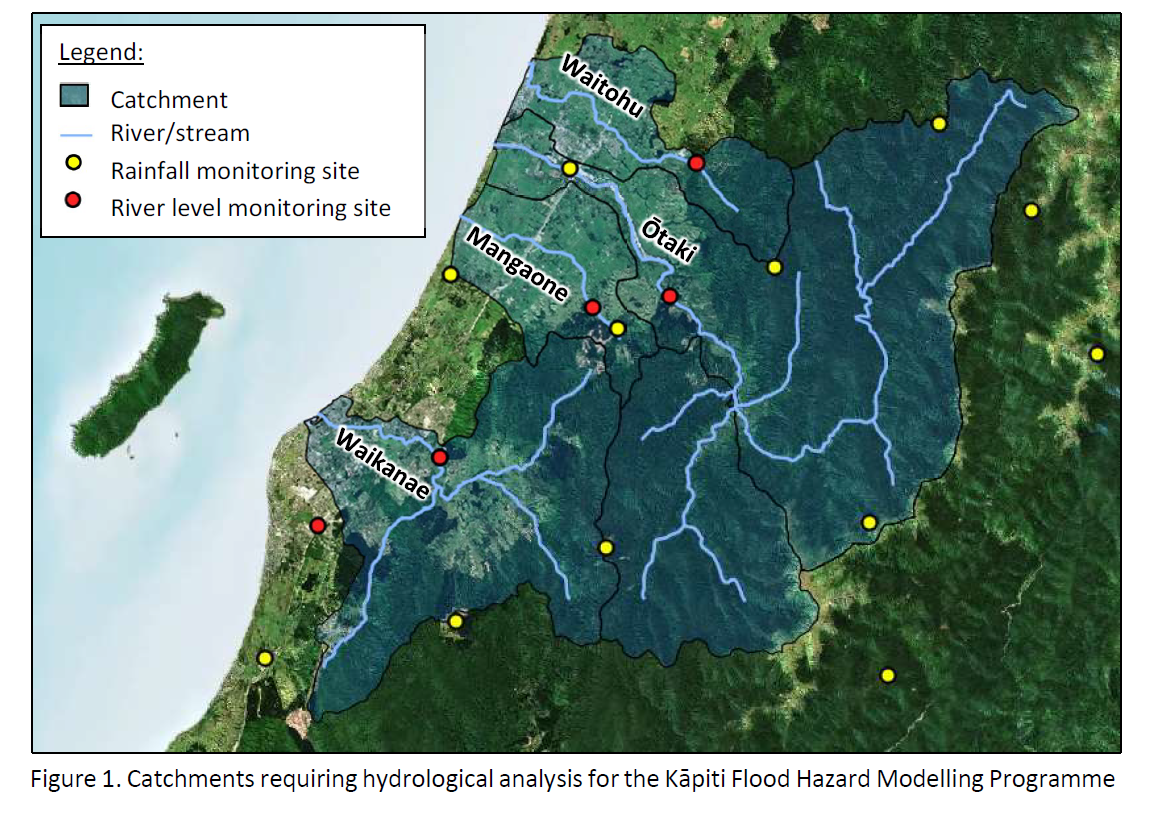 Legend:
Catchment
River/stream
Rainfall monitoring site
River level monitoring site
Waitohu
Ōtaki
Mangaone
Waikanae
Figure 1. Catchments requiring hydrological analysis for the Kāpiti Flood Hazard Modelling Programme